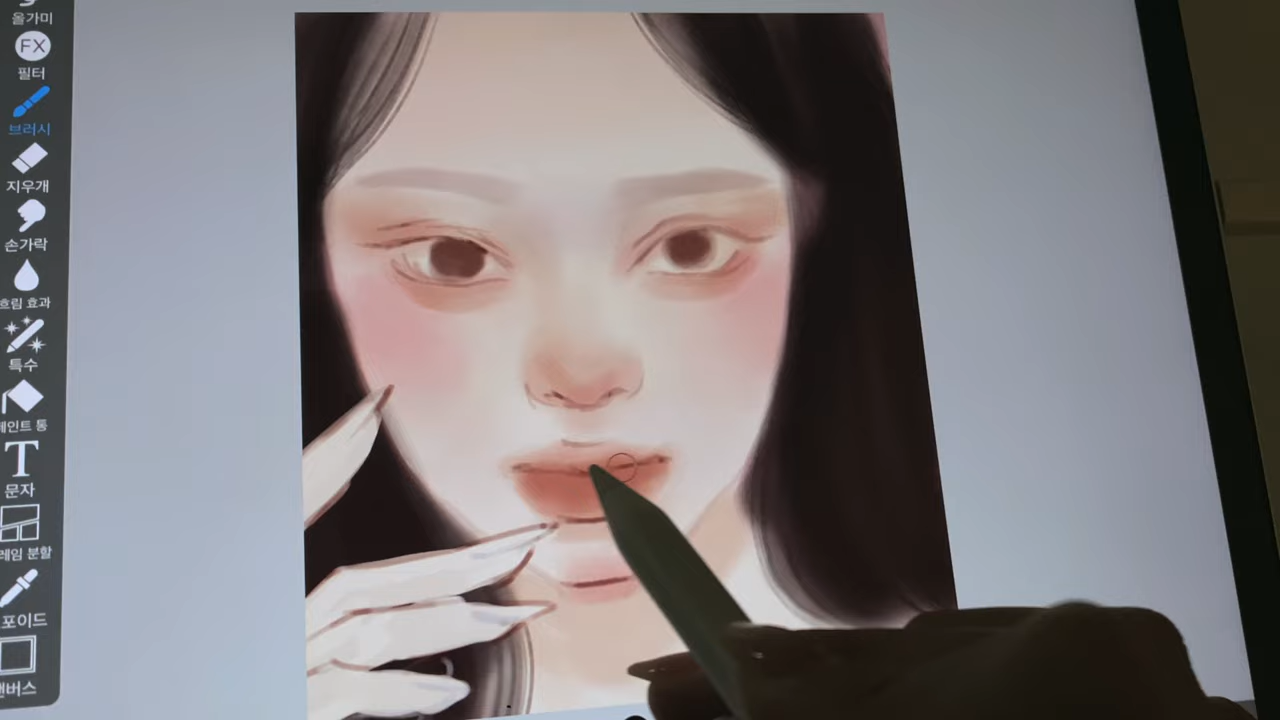 올가미
FX
필터
브러시
지우개
손가락
흐림 효과
특수
페인트 통
T
문자
레임 분할
포이드
캔버스